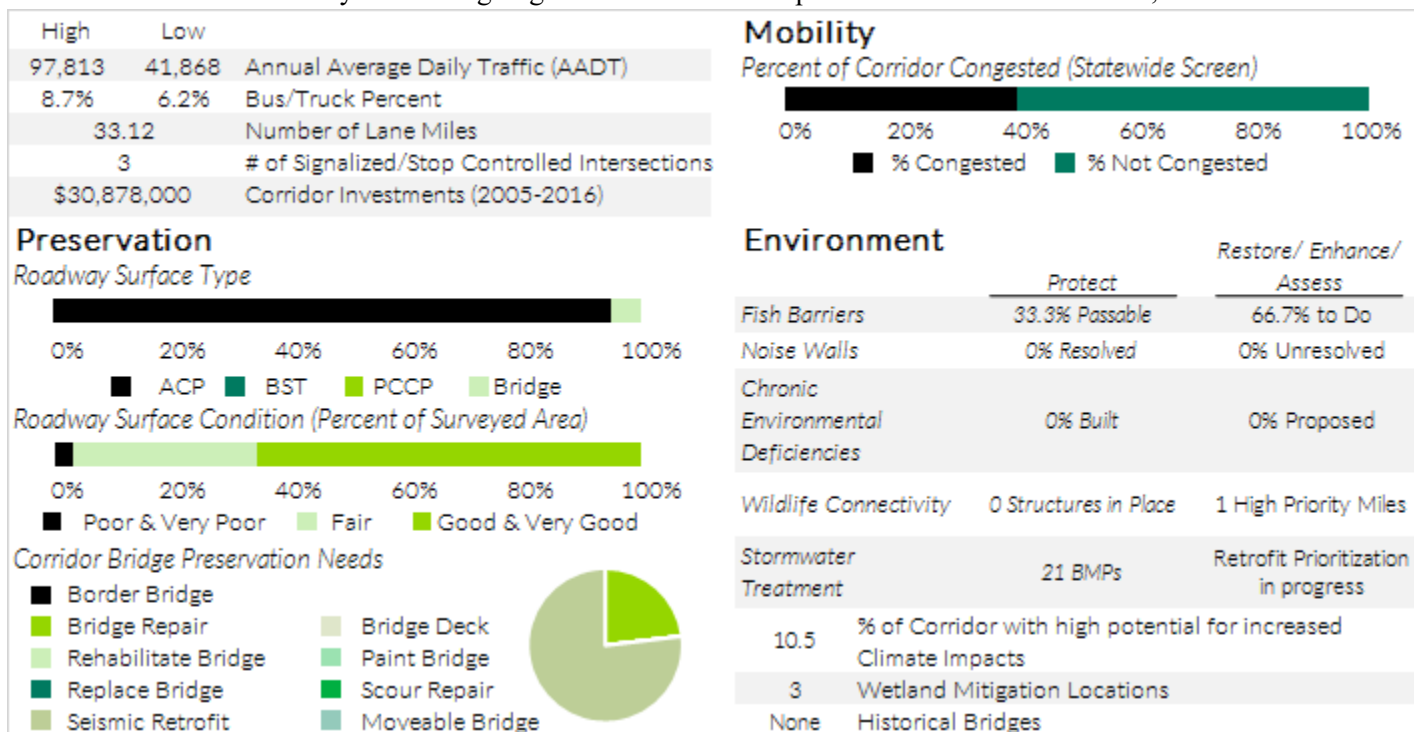 High Low
97,813 41,868 Annual Average Daily Traffic (AADT)
8.7% 6.2% Bus/Truck Percent
33.12 Number of Lane Miles
3 # of Signalized/Stop Controlled Intersections
$30,878,000 Corridor Investments (2005-2016)
Preservation
Roadway Surface Type
0% 20% 40% 60% 80% 100%
ACP BST PCCP Bridge
Roadway Surface Condition (Percent of Surveyed Area)
0% 20% 40% 60% 80% 100%
Poor & Very Poor Fair Good & Very Good
Corridor Bridge Preservation Needs
Border Bridge
Bridge Repair Bridge Deck
Rehabilitate Bridge Paint Bridge
Replace Bridge Scour Repair
Seismic Retrofit Moveable Bridge
Mobility
Percent of Corridor Congested (Statewide Screen)
0% 20% 40% 60% 80% 100%
% Congested % Not Congested
Environment
Restore/ Enhance/
Protect Assess
Fish Barriers 33.3% Passable 66.7% to Do
Noise Walls 0% Resolved 0% Unresolved
Chronic
Environmental 0% Built 0% Proposed
Deficiencies
Wildlife Connectivity 0 Structures in Place 1 High Priority Miles
Stormwater Retrofit Prioritization
Treatment 21 BMPs in progress
10.5 % of Corridor with high potential for increased
Climate Impacts
3 Wetland Mitigation Locations
None Historical Bridges